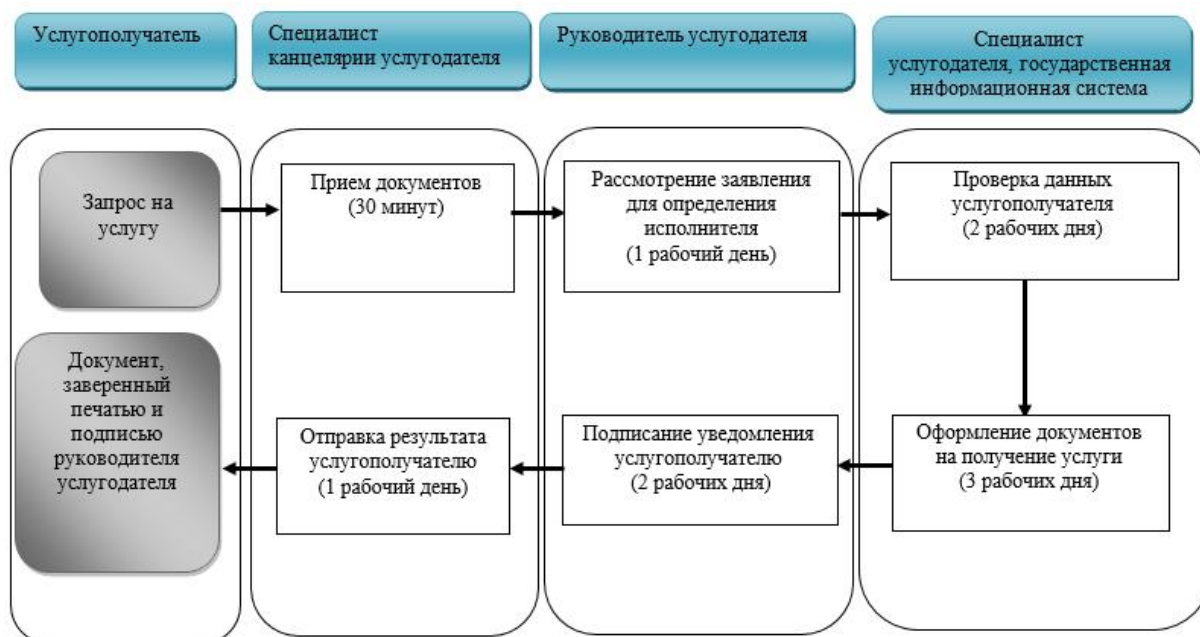 Услугополучатель
Специалист
канцелярии услугодателя
Руководитель услугодателя
Специалист
услугодателя, государственная
информационная система
Запрос на
услугу
Прием документов
(30 минут)
Рассмотрение заявления
для определения
исполнителя
(1 рабочий день)
Проверка данных
услугополучателя
(2 рабочих дня)
Документ,
заверенный
печатью и
подписью
руководителя
услугодателя
Отправка результата
услугополучателю
(1 рабочий день)
Подписание уведомления
услугополучателю
(2 рабочих дня)
Оформление документов
на получение услуги
(3 рабочих дня)